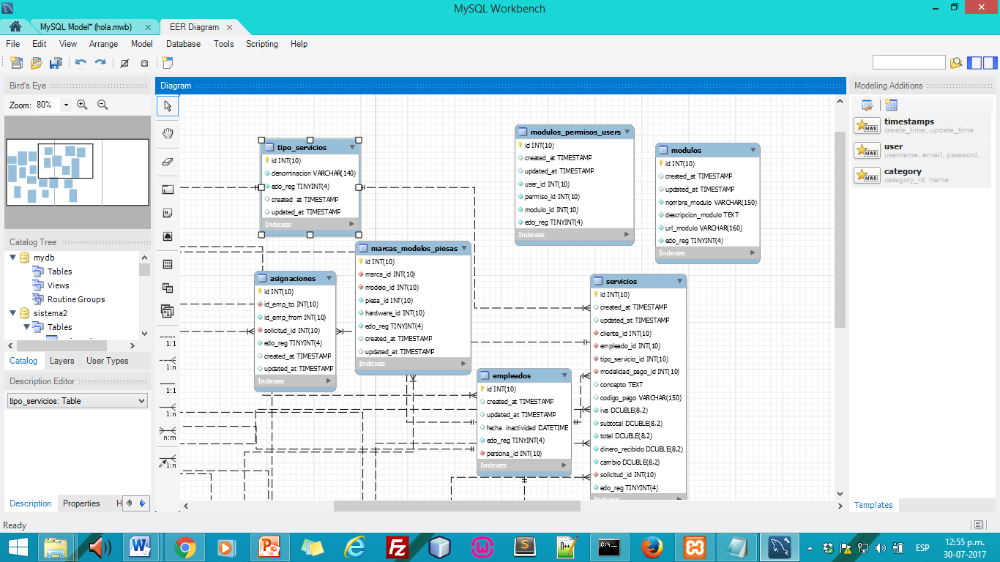 MySQL Workbench
MySQL Model* (hola.mwb)
EER Diagram
File Edit View Arrange Model Database Tools Scripting Help
Bird's Eye
Zoom: 80%
Catalog Tree
mydb
Tables
Views
Routine Groups
sistema2
Tables
Catalog Layers User Types
Description Editor
tipo_servicios: Table
Description Properties H
Ready
Diagram
1:1
1:n
1:1
1:n
n:m
1:n
tipo_servicios
id INT(10)
denominacion VARCHAR(140)
edo_reg TINYINT(4)
created_at TIMESTAMP
updated_at TIMESTAMP
Indexes
modulos_permisos_users
id INT(10)
created_at TIMESTAMP
updated_at TIMESTAMP
user_id INT(10)
permiso_id INT(10)
modulo_id INT(10)
edo_reg TINYINT(4)
Indexes
modulos
id INT(10)
created_at TIMESTAMP
updated_at TIMESTAMP
nombre_modulo VARCHAR(150)
descripcion_modulo TEXT
url_modulo VARCHAR(160)
edo_reg TINYINT(4)
Indexes
marcas_modelos_piesas
id INT(10)
marca_id INT(10)
modelo_id INT(10)
piesa_id INT(10)
hardware_id INT(10)
edo_reg TINYINT(4)
created_at TIMESTAMP
updated_at TIMESTAMP
Indexes
asignaciones
id INT(10)
id_emp_to INT(10)
id_emp_from INT(10)
solicitud_id INT(10)
edo_reg TINYINT(4)
created_at TIMESTAMP
updated_at TIMESTAMP
Indexes
servicios
id INT(10)
created_at TIMESTAMP
updated_at TIMESTAMP
cliente_id INT(10)
empleado_id INT(10)
tipo_servicio_id INT(10)
modalidad_pago_id INT(10)
concepto TEXT
codigo_pago VARCHAR(150)
iva DOUBLE(8,2)
subtotal DOUBLE(8,2)
total DOUBLE(8,2)
dinero_recibido DOUBLE(8,2)
cambio DOUBLE(8,2)
solicitud_id INT(10)
edo_reg TINYINT(4)
Indexes
empleados
id INT(10)
created_at TIMESTAMP
updated_at TIMESTAMP
fecha_inactividad DATETIME
edo_reg TINYINT(4)
persona_id INT(10)
Indexes
Modeling Additions
timestamps
create_time, update_time
user
username, email, password, ...
category
category_id, name
Templates
ESP
12:55 p.m.
30-07-2017